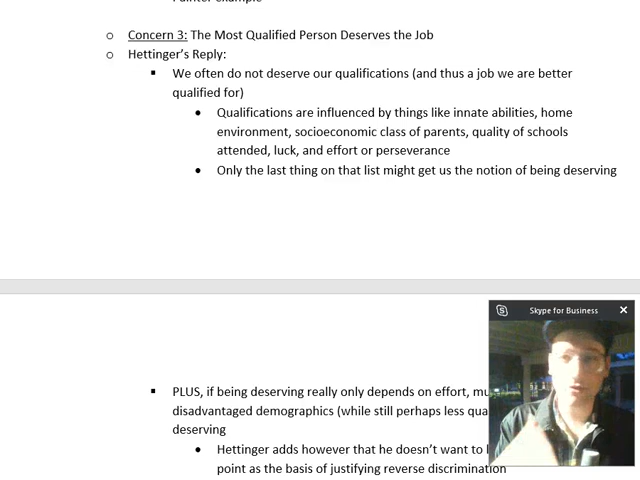 o Concern 3: The Most Qualified Person Deserves the Job
o Hettinger's Reply:
▪ We often do not deserve our qualifications (and thus a job we are better
qualified for)
• Qualifications are influenced by things like innate abilities, home
environment, socioeconomic class of parents, quality of schools
attended, luck, and effort or perseverance
• Only the last thing on that list might get us the notion of being deserving
Skype for Business
▪ PLUS, if being deserving really only depends on effort,
disadvantaged demographics (while still perhaps less
deserving
• Hettinger adds however that he doesn't want to
point as the basis of justifying reverse discrimination